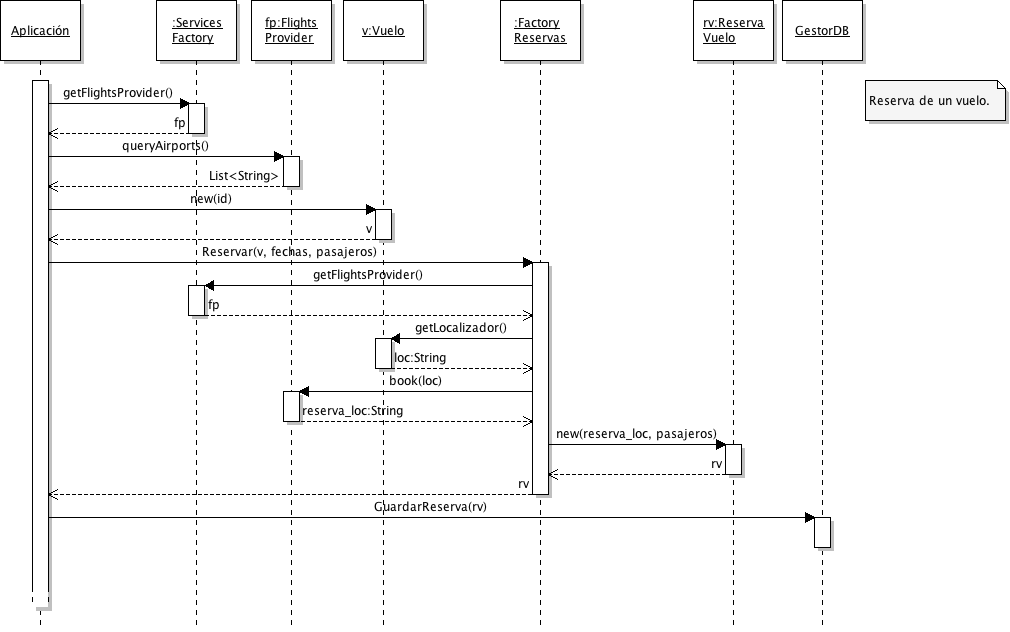 Aplicación
:Services
Factory
fp:Flights
Provider
v:Vuelo
:Factory
Reservas
rv:Reserva
Vuelo
GestorDB
Reserva de un vuelo.
getFlightsProvider()
fp
queryAirports()
List<String>
new(id)
v
Reservar(v, fechas, pasajeros)
getFlightsProvider()
fp
getLocalizador()
loc:String
book(loc)
reserva_loc:String
new(reserva_loc, pasajeros)
rv
rv
GuardarReserva(rv)